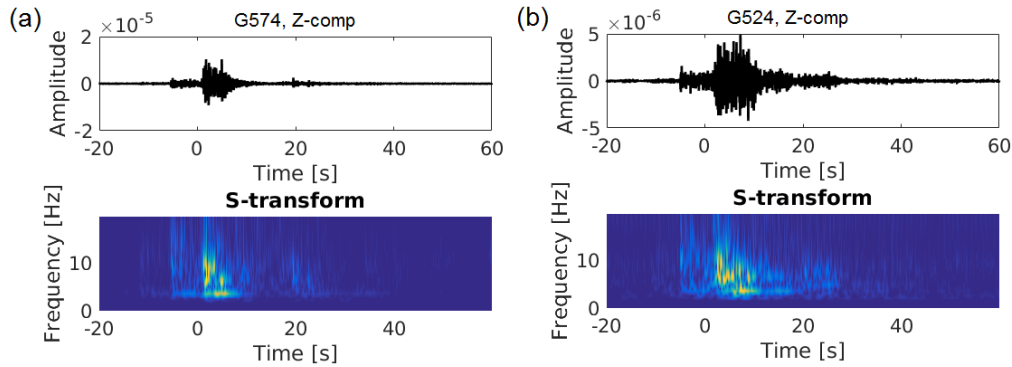 (a)
G574, Z-comp
×10⁻⁵
Amplitude
2
0
-2
-20 0 20 40 60
Time [s]
S-transform
Frequency [Hz]
10
0
-20 0 20 40
Time [s]
(b)
G524, Z-comp
×10⁻⁶
Amplitude
5
0
-5
-20 0 20 40 60
Time [s]
S-transform
Frequency [Hz]
10
0
-20 0 20 40
Time [s]